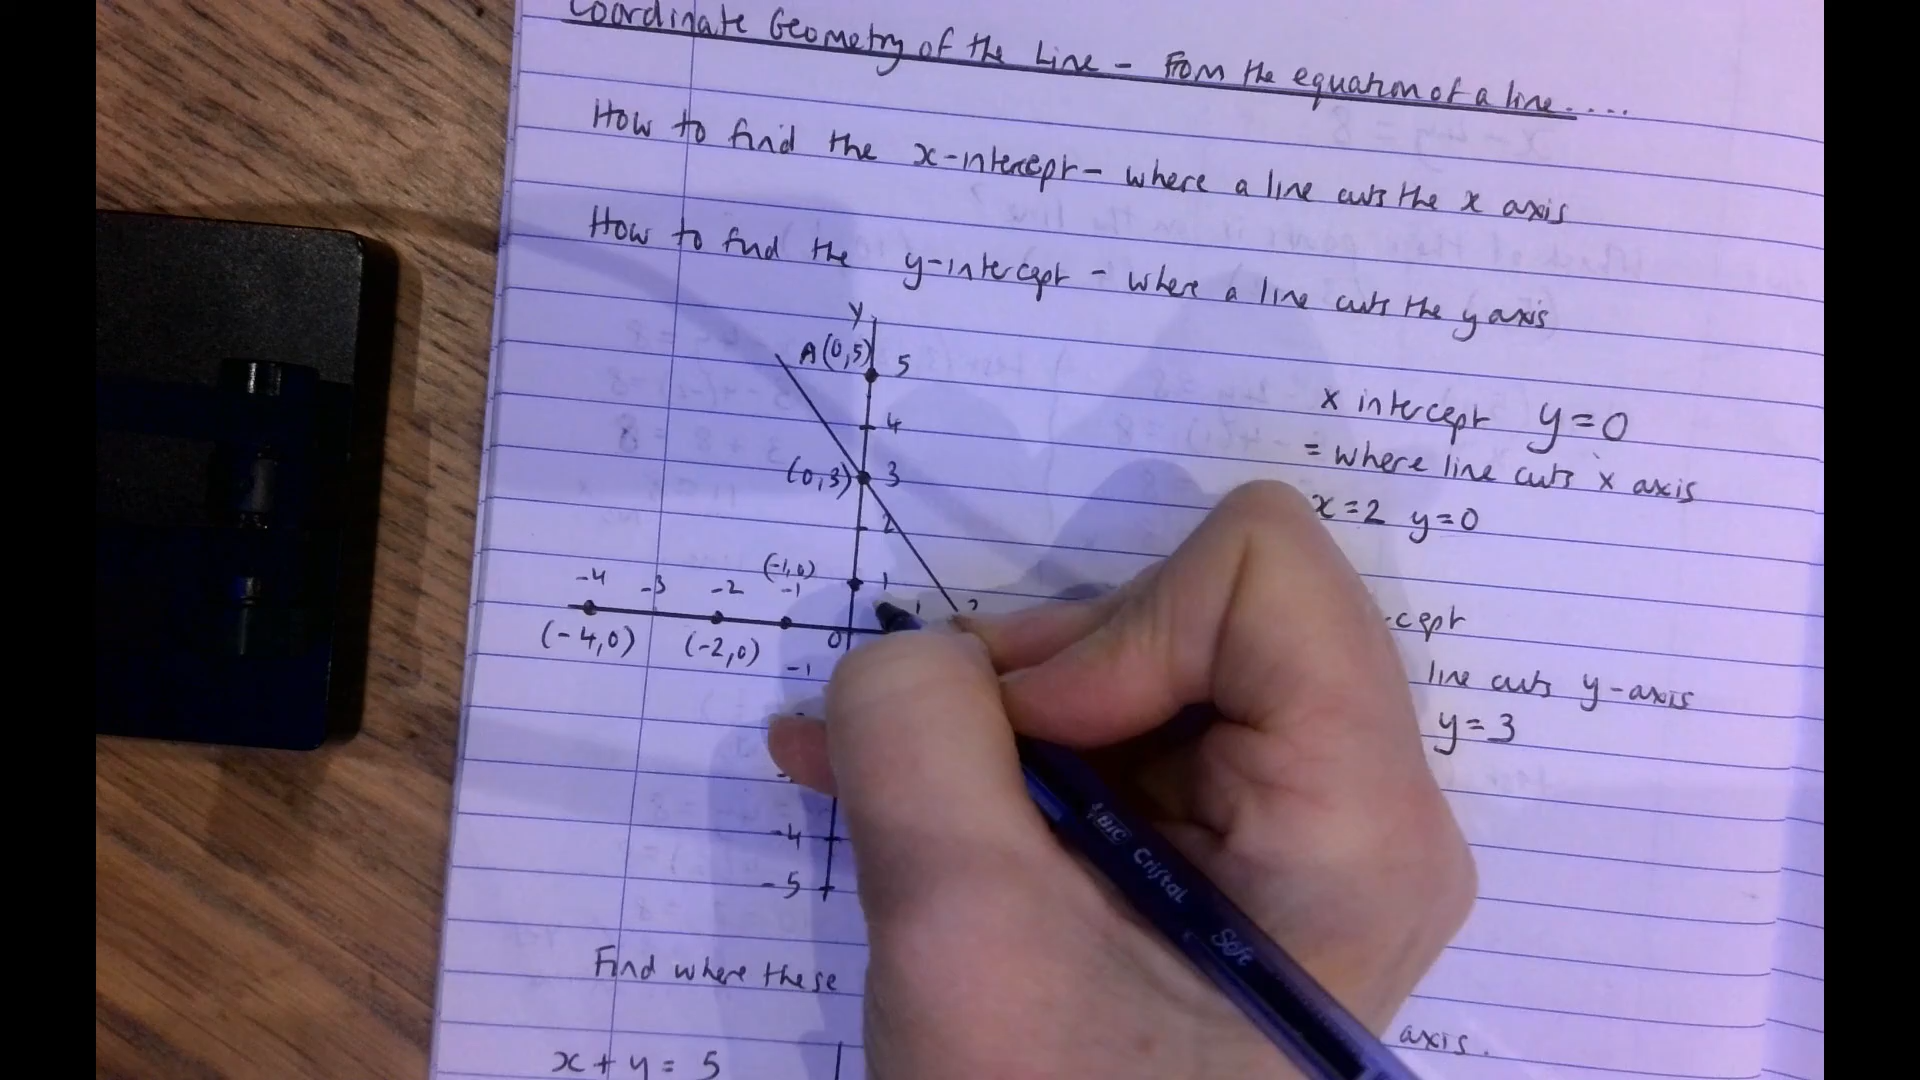 Coordinate Geometry of the Line - From the equation of a line....
How to find the x-intercept - where a line cuts the x axis
How to find the y-intercept - where a line cuts the y axis
y
A(0,5) 5
4
(0,3) 3
2
(-1,0) 1
-4 -3 -2 -1 1 2
0
(-4,0) (-2,0)
-1
-4
-5
x intercept y=0
= where line cuts x axis
x=2 y=0
cept
line cuts y-axis
y=3
Find where these
axis.
x + y = 5
BIC Cristal Soft